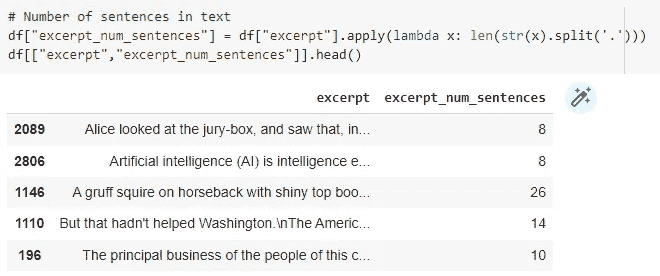 # Number of sentences in text
df["excerpt_num_sentences"] = df["excerpt"].apply(lambda x: len(str(x).split('.')))
df[["excerpt","excerpt_num_sentences"]].head()
excerpt excerpt_num_sentences
2089 Alice looked at the jury-box, and saw that, in... 8
2806 Artificial intelligence (AI) is intelligence e... 8
1146 A gruff squire on horseback with shiny top boo... 26
1110 But that hadn't helped Washington.\nThe Americ... 14
196 The principal business of the people of this c... 10